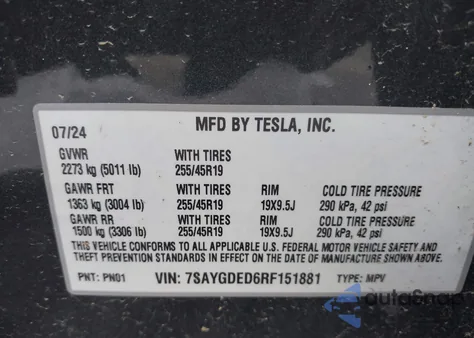 07/24 MFD BY TESLA, INC.
GVWR WITH TIRES
2273 kg (5011 lb) 255/45R19
GAWR FRT WITH TIRES RIM COLD TIRE PRESSURE
1363 kg (3004 lb) 255/45R19 19X9.5J 290 kPa, 42 psi
GAWR RR WITH TIRES RIM COLD TIRE PRESSURE
1500 kg (3306 lb) 255/45R19 19X9.5J 290 kPa, 42 psi
THIS VEHICLE CONFORMS TO ALL APPLICABLE U.S. FEDERAL MOTOR VEHICLE SAFETY AND
THEFT PREVENTION STANDARDS IN EFFECT ON THE DATE OF MANUFACTURE SHOWN ABOVE.
PNT: PN01 VIN: 7SAYGDED6RF151881 TYPE: MPV
autosnap